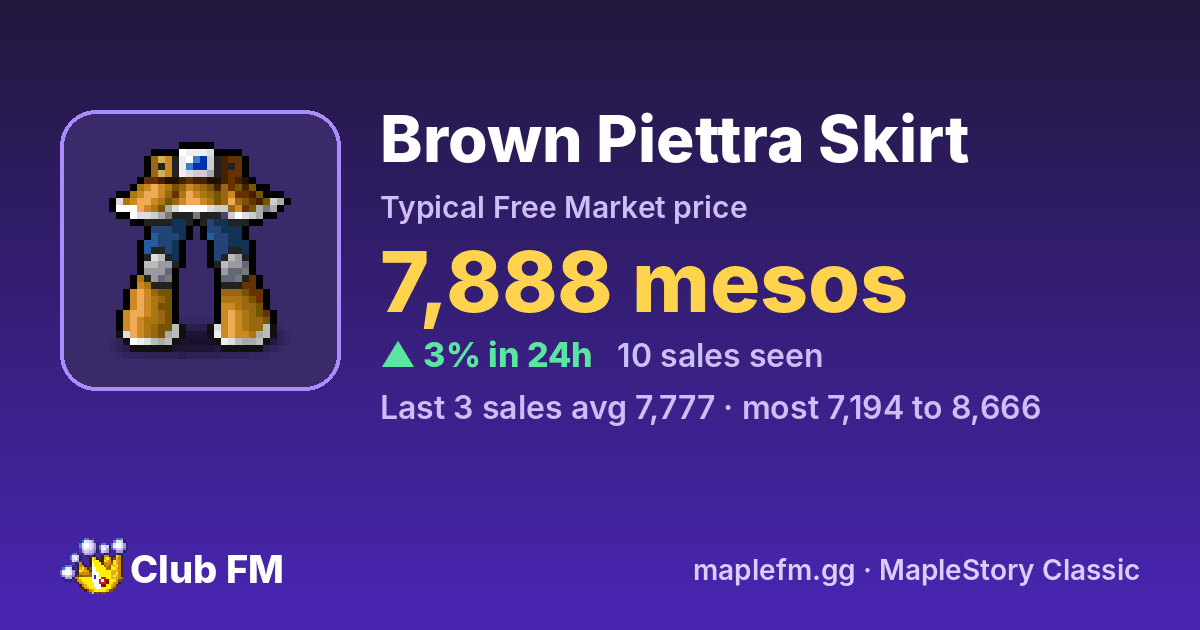 Brown Piettra Skirt
Typical Free Market price
7,888 mesos
▲ 3% in 24h 10 sales seen
Last 3 sales avg 7,777 · most 7,194 to 8,666
Club FM
maplefm.gg · MapleStory Classic